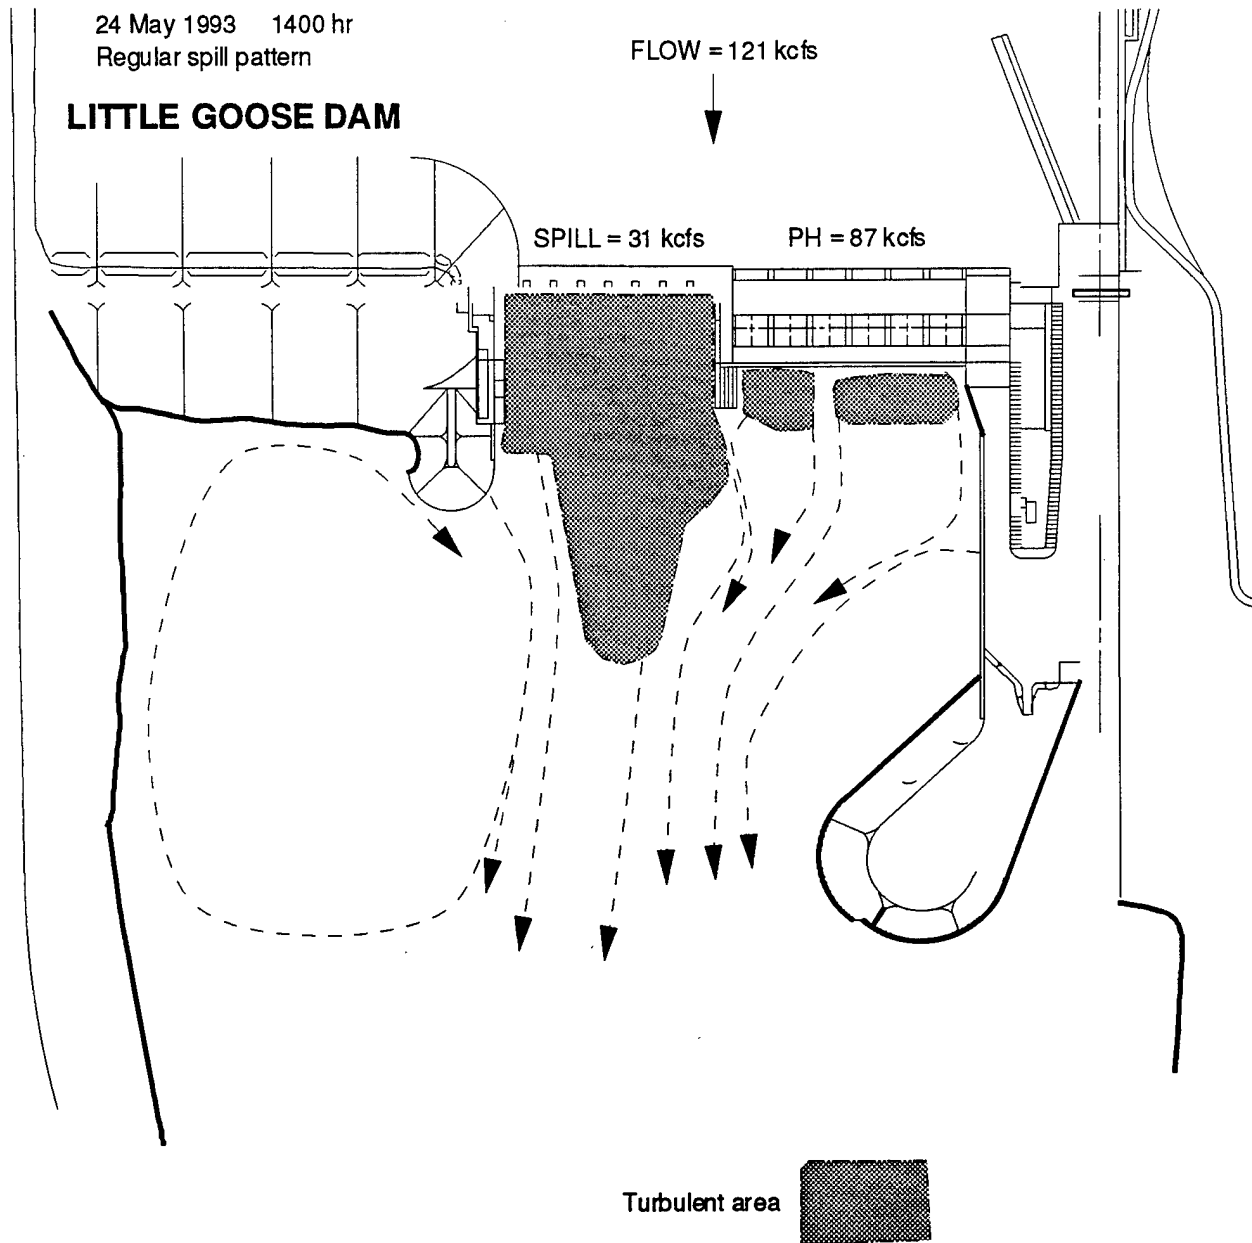 24 May 1993 1400 hr
Regular spill pattern
LITTLE GOOSE DAM
FLOW = 121 kcfs
SPILL = 31 kcfs
PH = 87 kcfs
Turbulent area